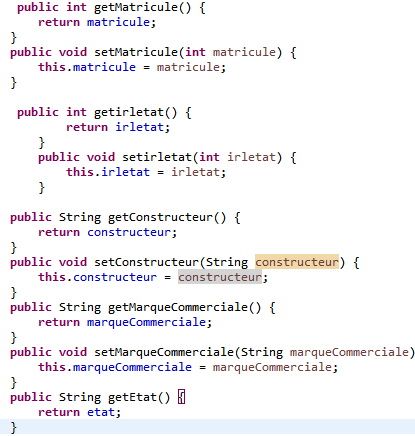 public int getMatricule() {
return matricule;
}
public void setMatricule(int matricule) {
this.matricule = matricule;
}
public int getirletat() {
return irletat;
}
public void setirletat(int irletat) {
this.irletat = irletat;
}
public String getConstructeur() {
return constructeur;
}
public void setConstructeur(String constructeur) {
this.constructeur = constructeur;
}
public String getMarqueCommerciale() {
return marqueCommerciale;
}
public void setMarqueCommerciale(String marqueCommerciale)
this.marqueCommerciale = marqueCommerciale;
}
public String getEtat() {
return etat;
}